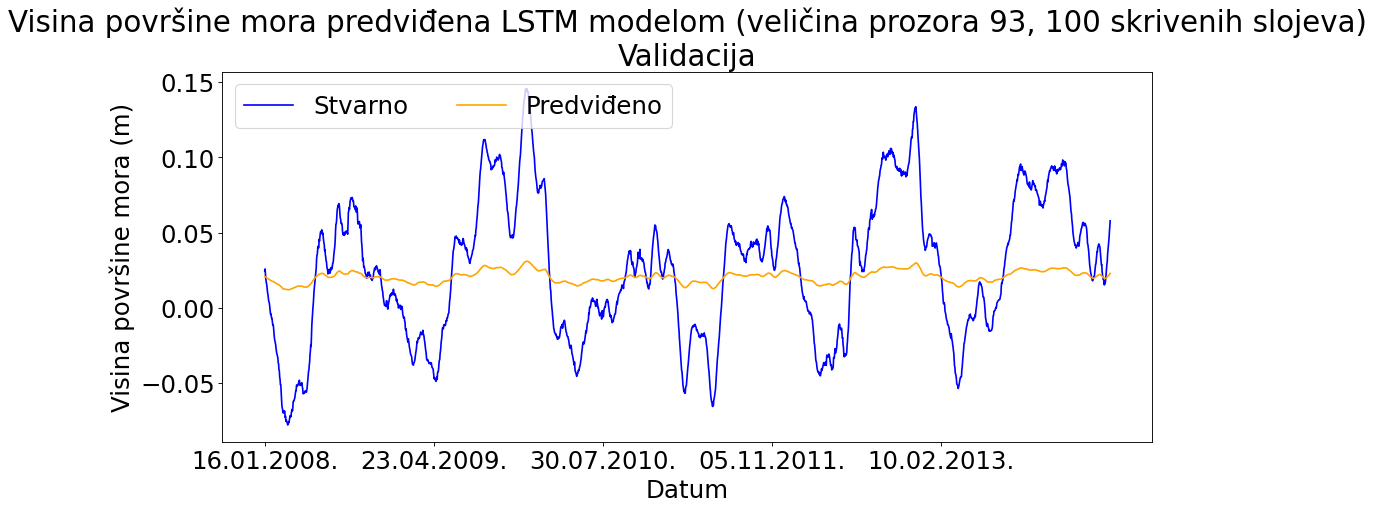 Visina površine mora predviđena LSTM modelom (veličina prozora 93, 100 skrivenih slojeva)
Validacija
Stvarno
Predviđeno
Visina površine mora (m)
0.15
0.10
0.05
0.00
−0.05
16.01.2008.
23.04.2009.
30.07.2010.
05.11.2011.
10.02.2013.
Datum